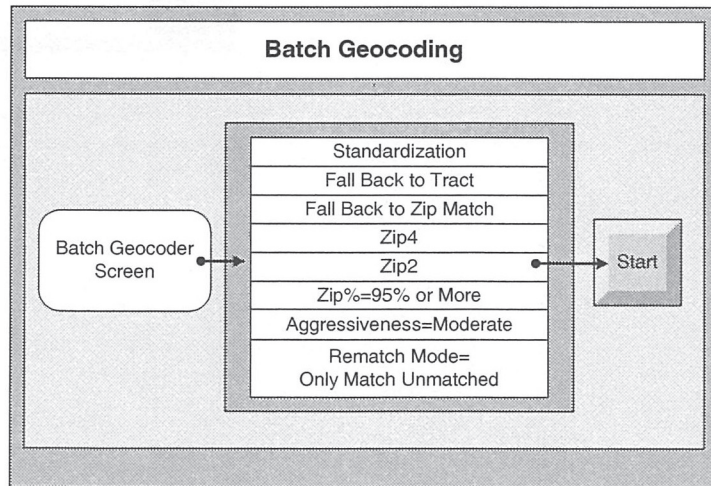 Batch Geocoding
Batch Geocoder
Screen
Standardization
Fall Back to Tract
Fall Back to Zip Match
Zip4
Zip2
Zip%=95% or More
Aggressiveness=Moderate
Rematch Mode=
Only Match Unmatched
Start